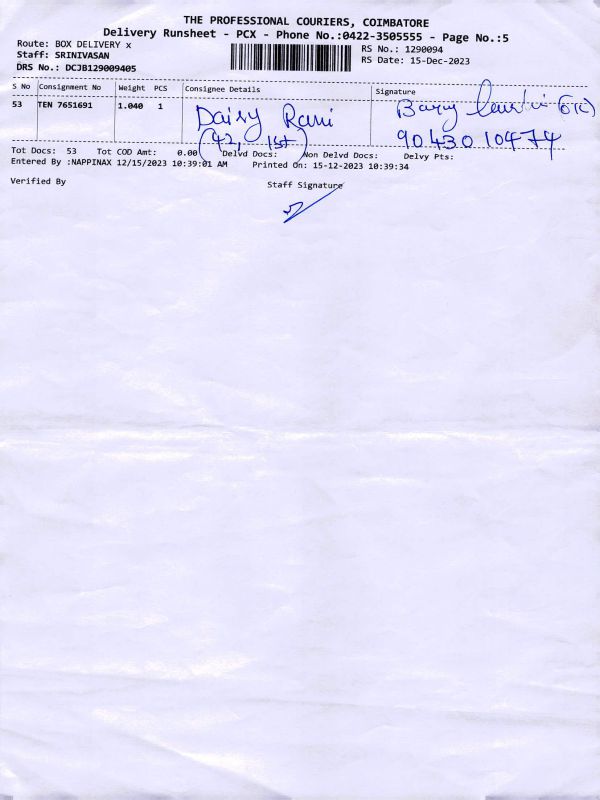 THE PROFESSIONAL COURIERS, COIMBATORE
Delivery Runsheet - PCX - Phone No.:0422-3505555 - Page No.:5
Route: BOX DELIVERY x
RS No.: 1290094
Staff: SRINIVASAN
RS Date: 15-Dec-2023
DRS No.: DCJB129009405
S No Consignment No Weight PCS Consignee Details Signature
53 TEN 7651691 1.040 1 Daisy Rani
(42, 1st)
9043010474
Tot Docs: 53 Tot COD Amt: 0.00 Delvd Docs: Non Delvd Docs: Delvy Pts:
Entered By :NAPPINAX 12/15/2023 10:39:01 AM Printed On: 15-12-2023 10:39:34
Verified By
Staff Signature